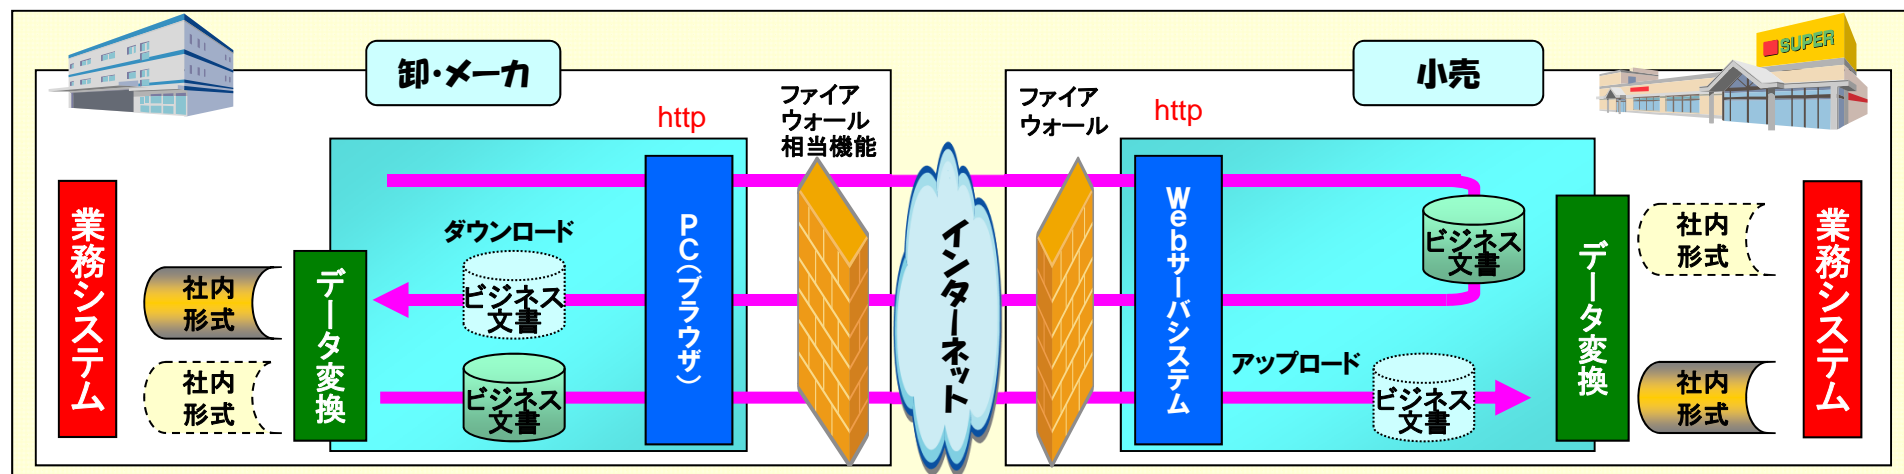 卸・メーカ
小売
SUPER
http
ファイア
ウォール
相当機能
ファイア
ウォール
http
業務システム
社内
形式
社内
形式
データ変換
ダウンロード
ビジネス
文書
ビジネス
文書
PC(ブラウザ)
インターネット
Webサーバシステム
アップロード
ビジネス
文書
ビジネス
文書
データ変換
社内
形式
社内
形式
業務システム